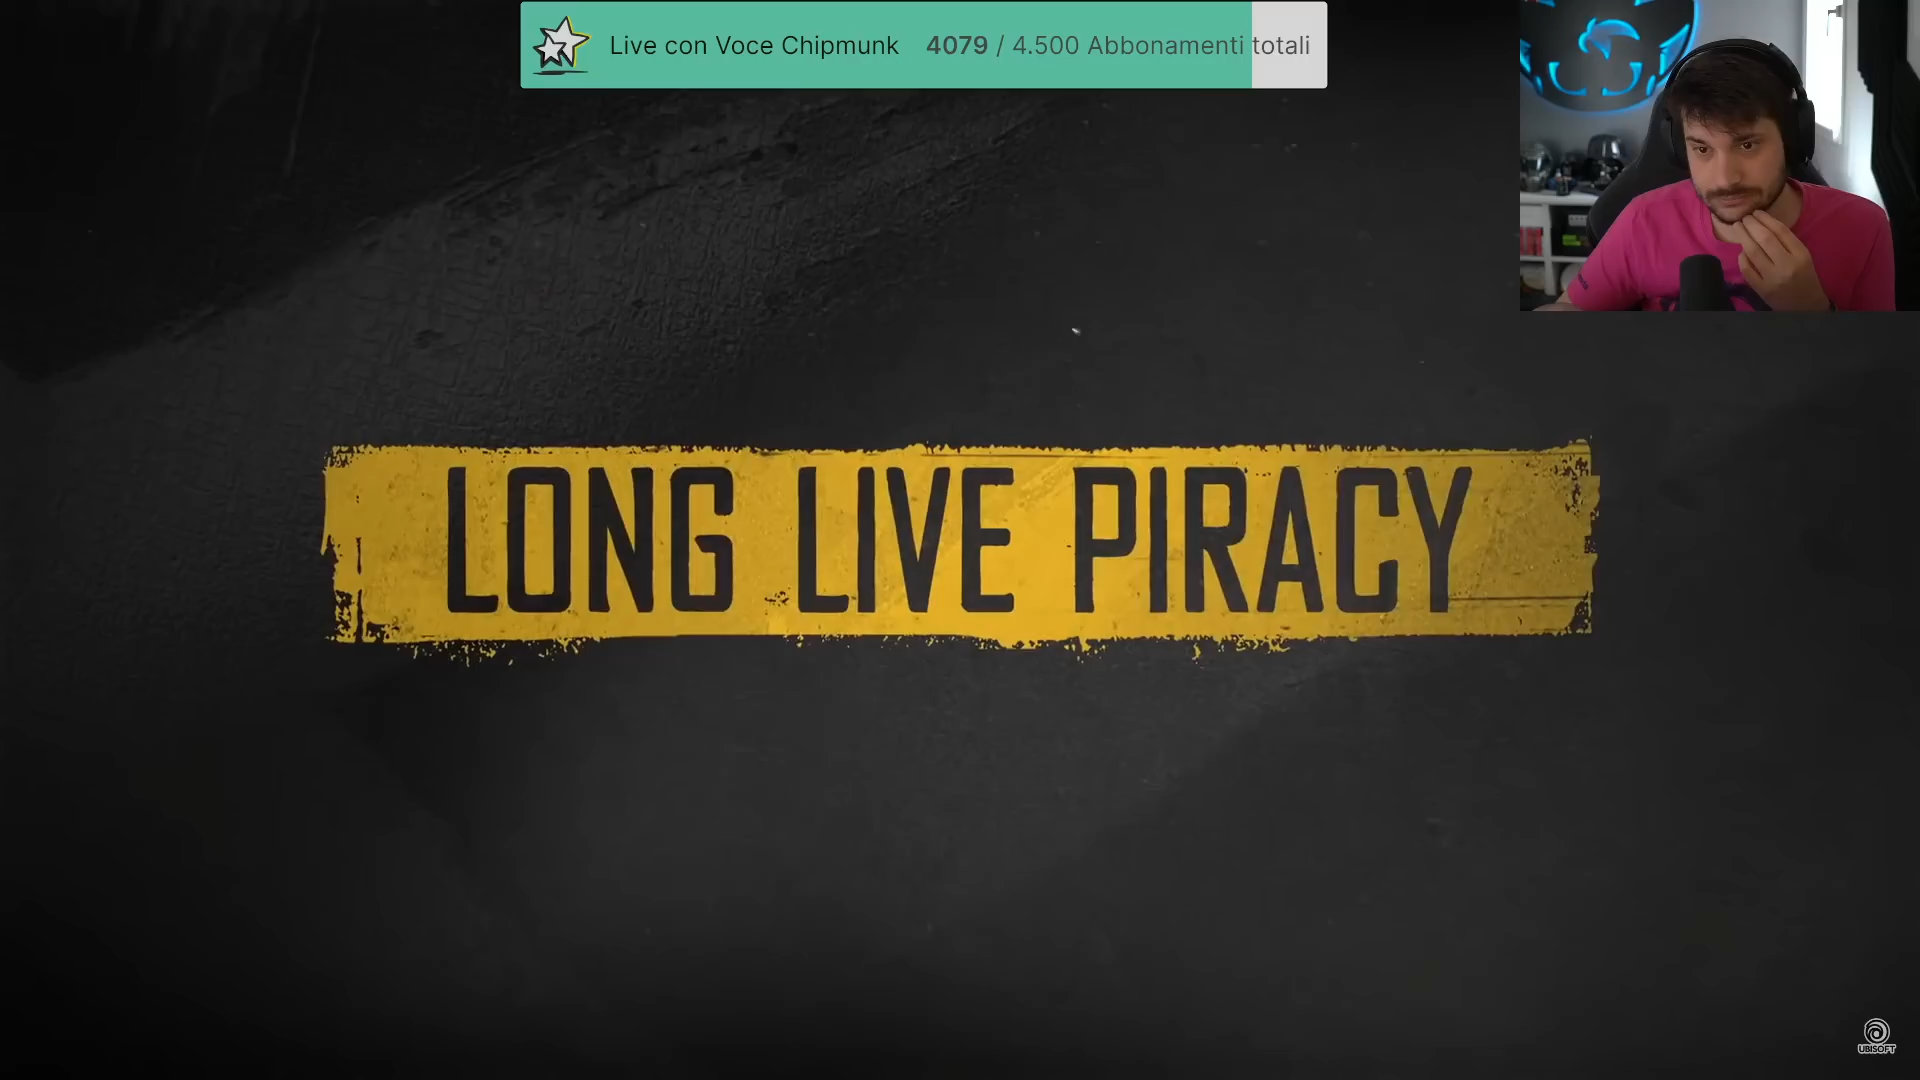 Live con Voce Chipmunk 4079 / 4.500 Abbonamenti totali
LONG LIVE PIRACY
UBISOFT